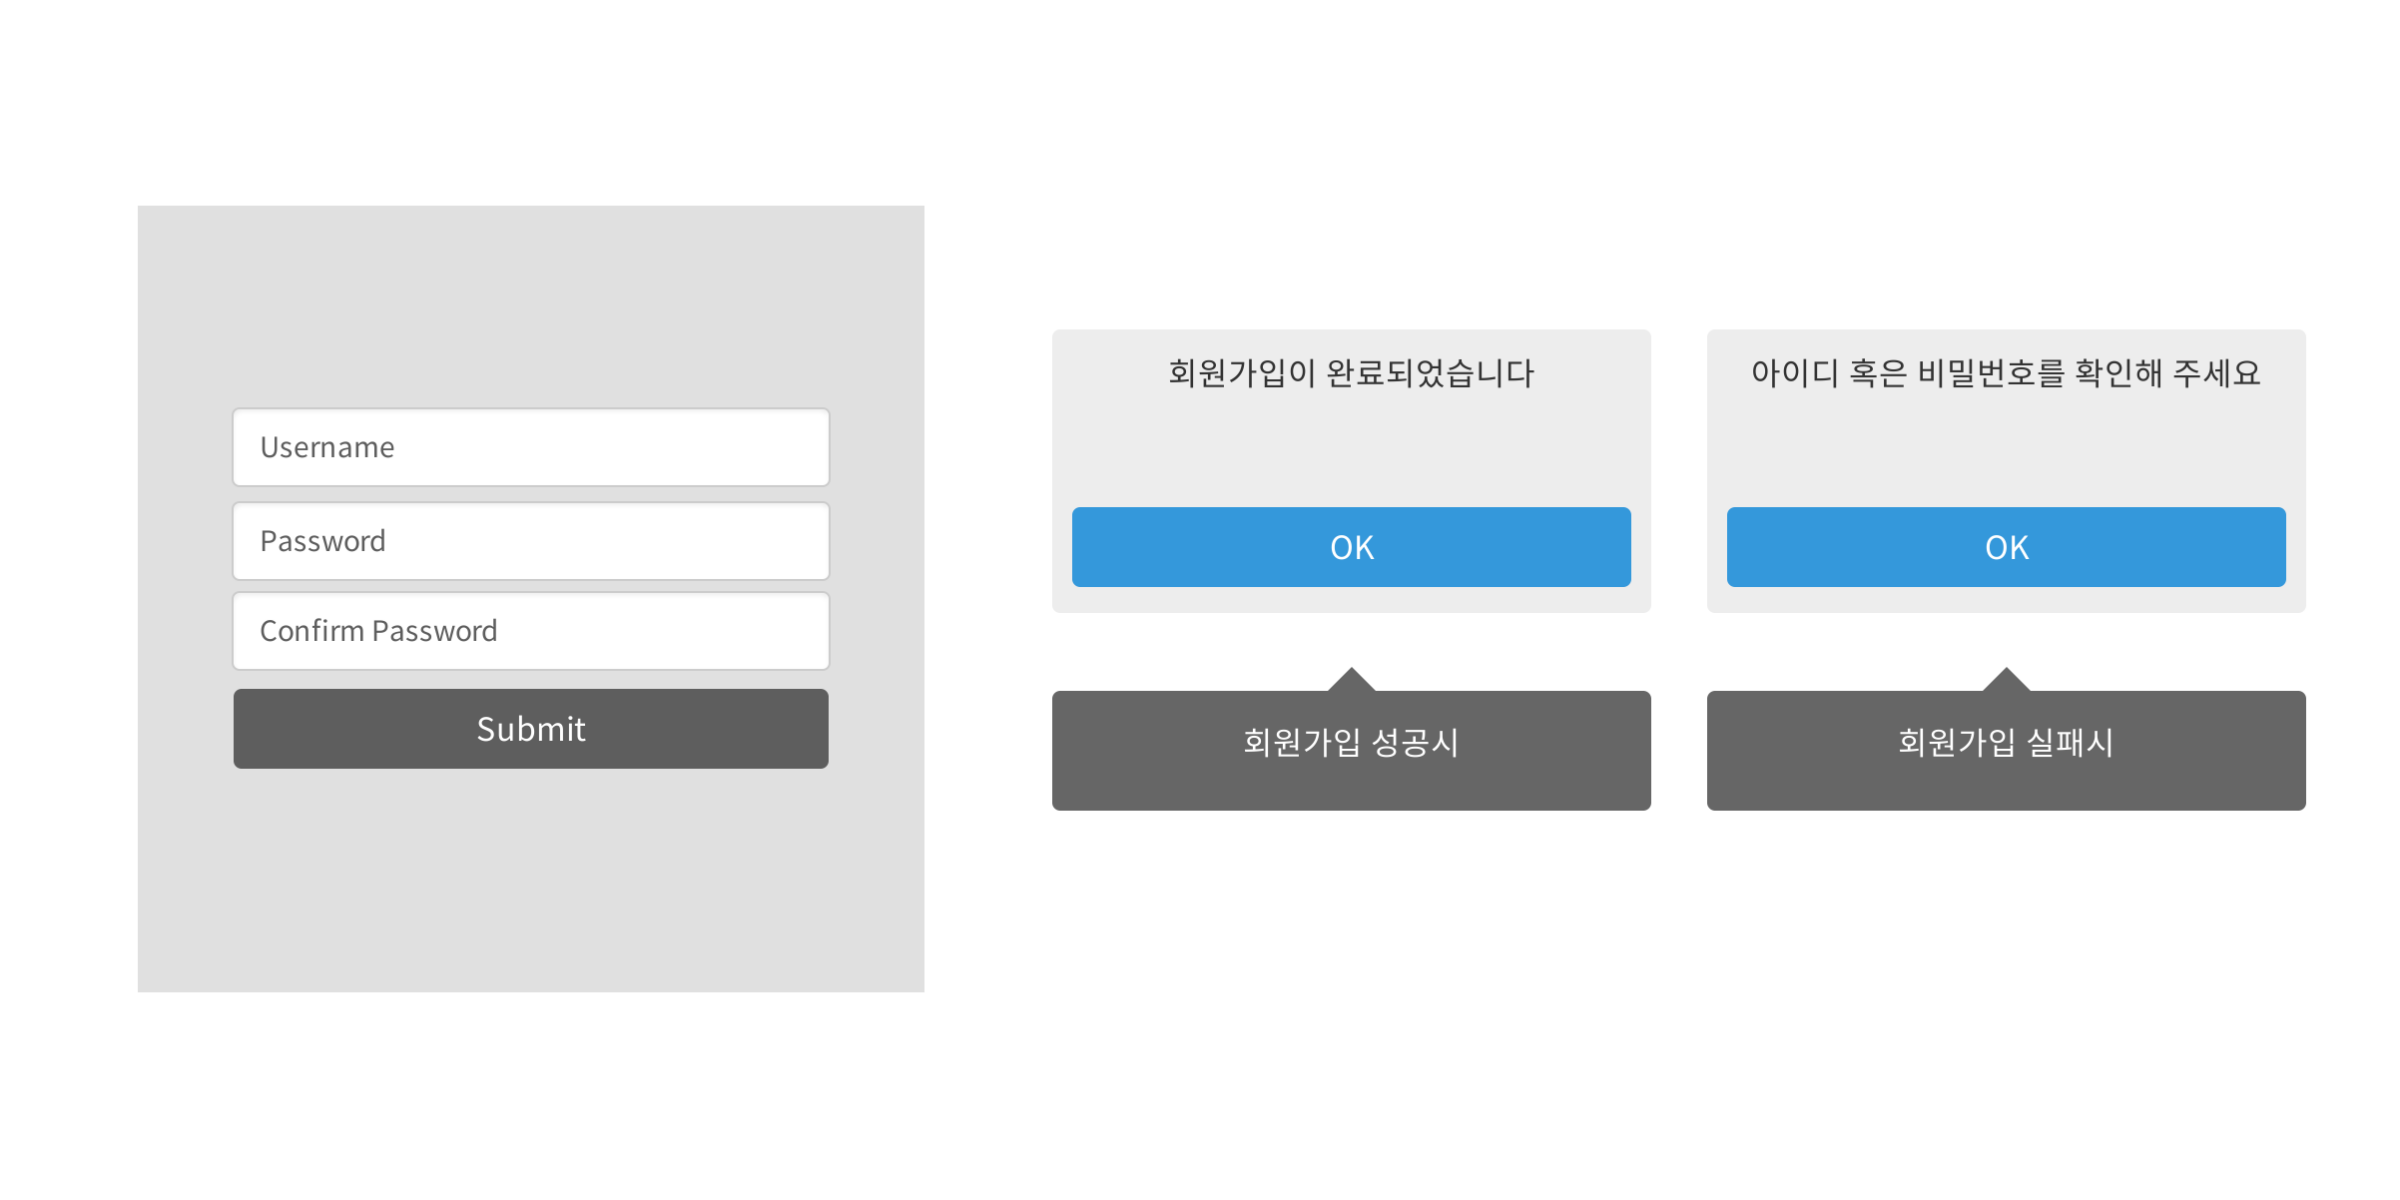 Username
Password
Confirm Password
Submit
회원가입이 완료되었습니다
OK
회원가입 성공시
아이디 혹은 비밀번호를 확인해 주세요
OK
회원가입 실패시